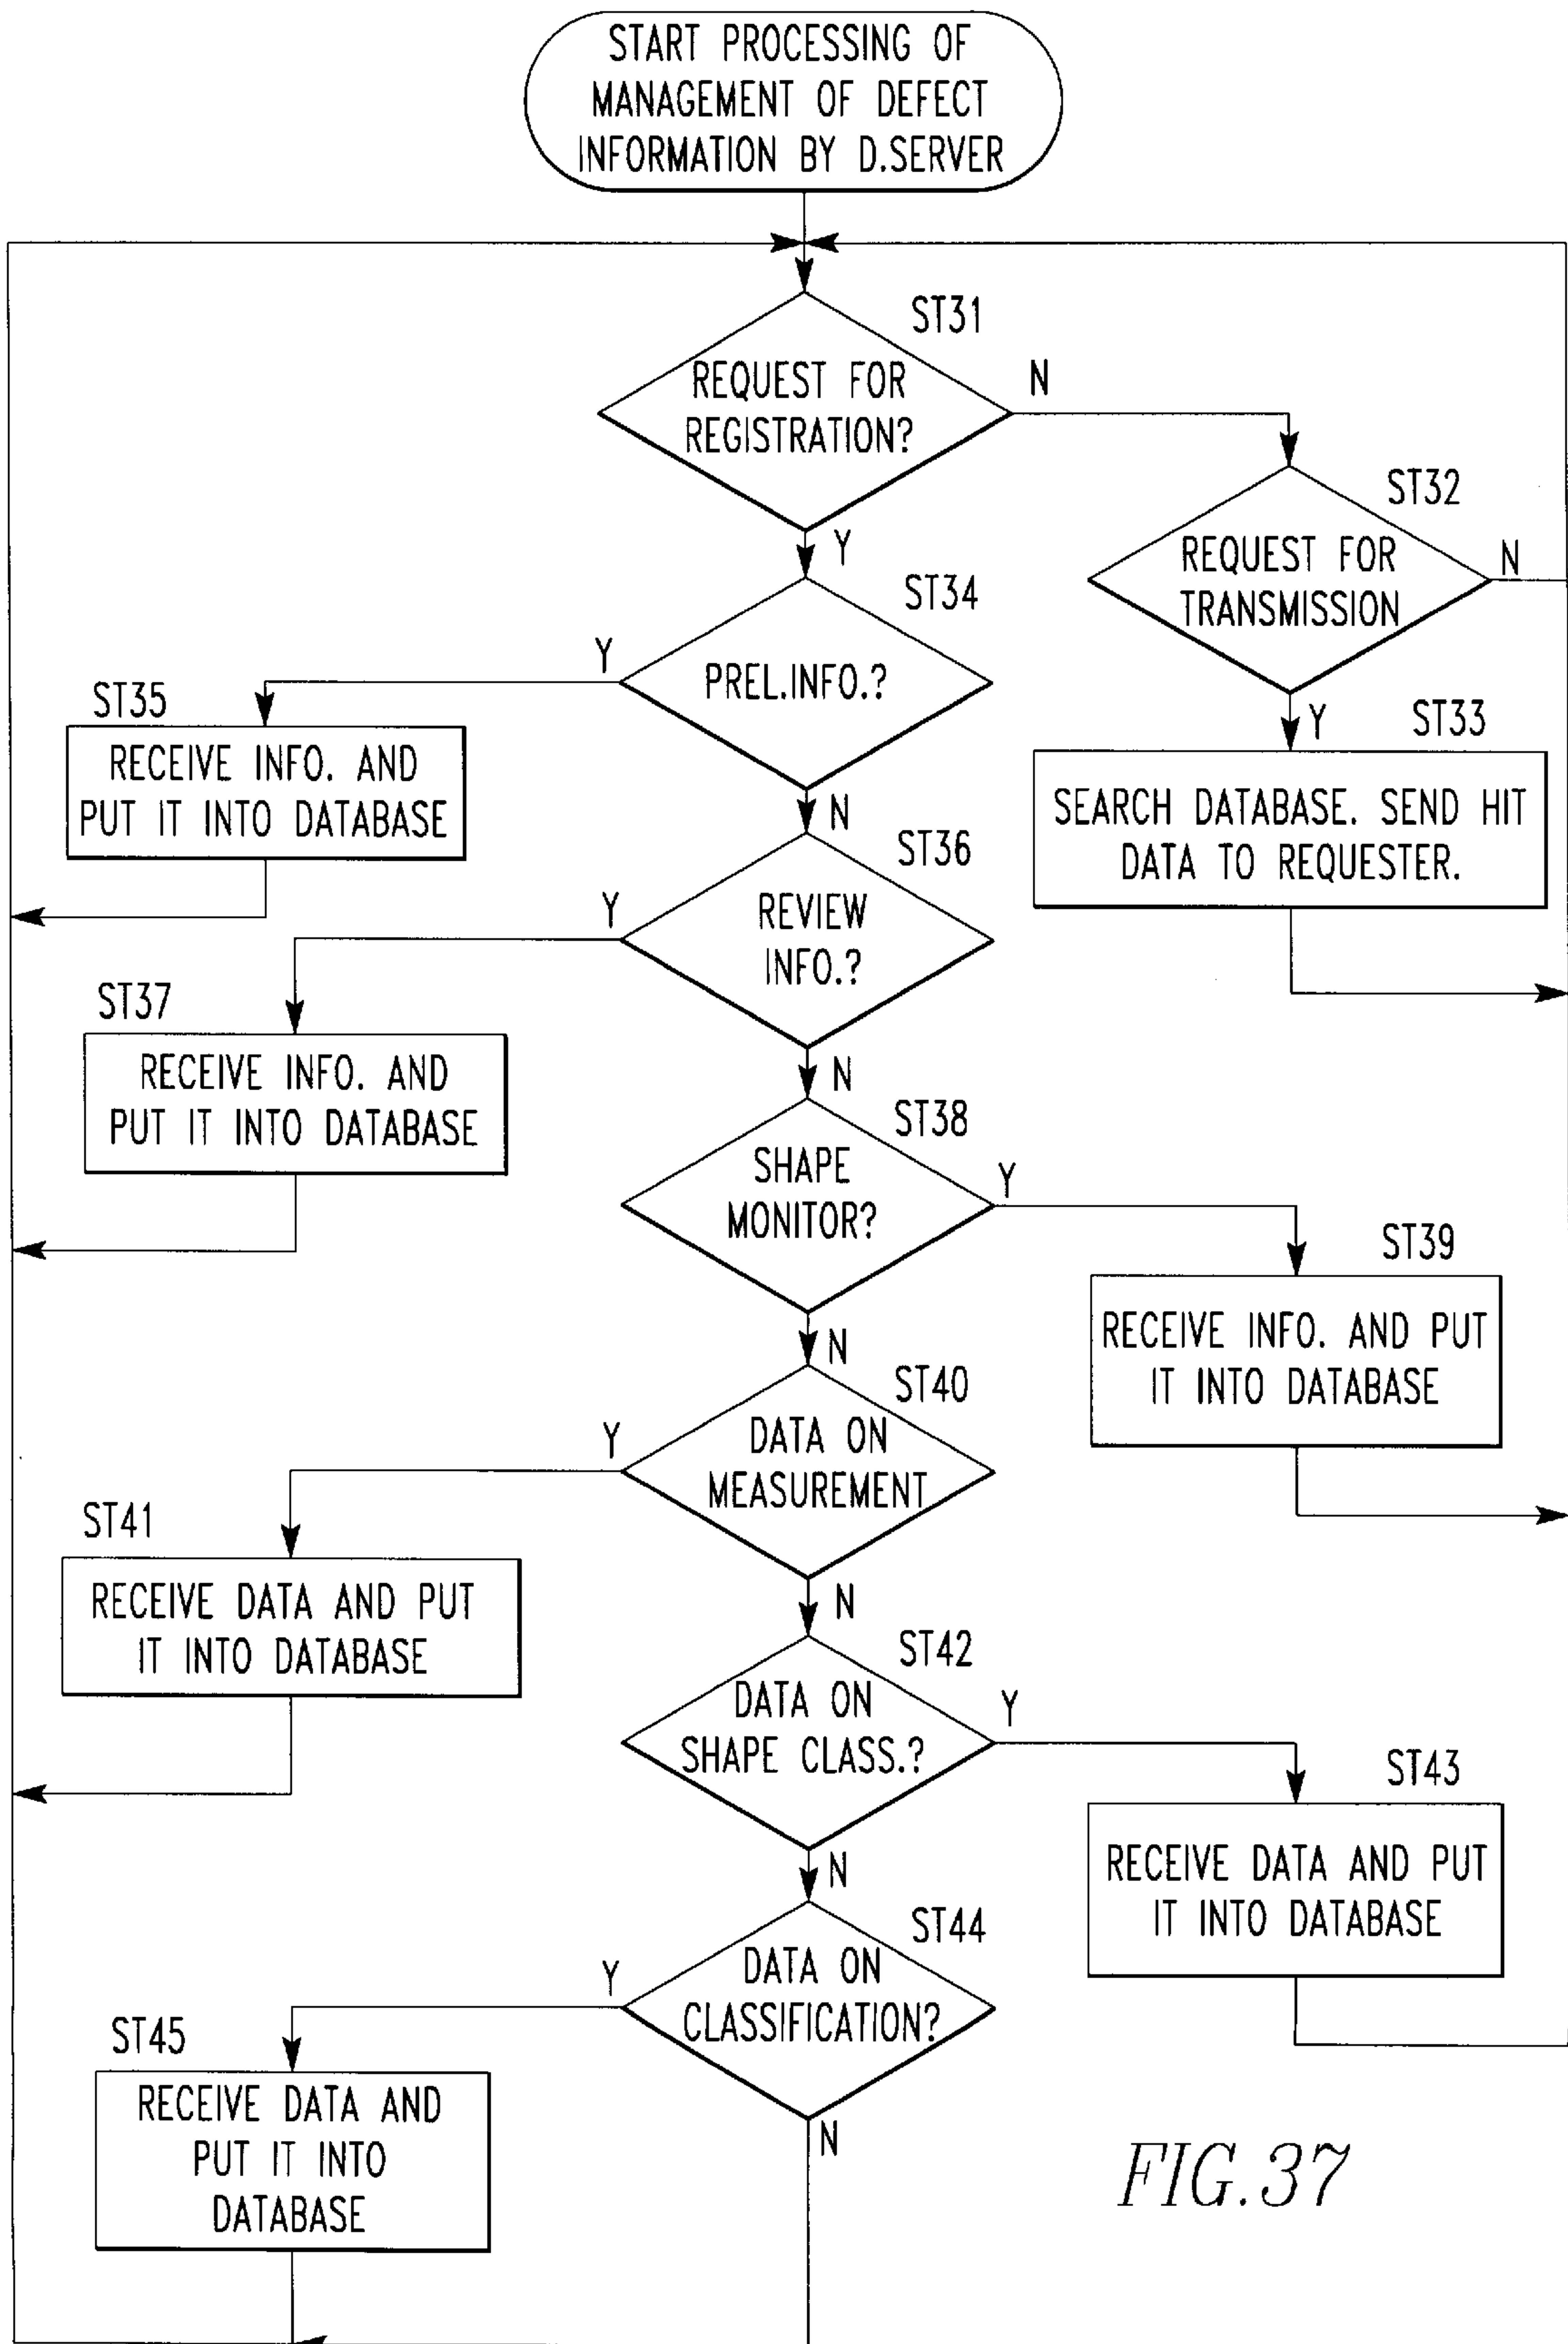 START PROCESSING OF
MANAGEMENT OF DEFECT
INFORMATION BY D.SERVER
ST31
REQUEST FOR
REGISTRATION?
N
Y
ST32
REQUEST FOR
TRANSMISSION
N
Y
ST33
SEARCH DATABASE. SEND HIT
DATA TO REQUESTER.
ST34
PREL.INFO.?
Y
N
ST35
RECEIVE INFO. AND
PUT IT INTO DATABASE
ST36
REVIEW
INFO.?
Y
N
ST37
RECEIVE INFO. AND
PUT IT INTO DATABASE
ST38
SHAPE
MONITOR?
Y
N
ST39
RECEIVE INFO. AND PUT
IT INTO DATABASE
ST40
DATA ON
MEASUREMENT
Y
N
ST41
RECEIVE DATA AND PUT
IT INTO DATABASE
ST42
DATA ON
SHAPE CLASS.?
Y
N
ST43
RECEIVE DATA AND PUT
IT INTO DATABASE
ST44
DATA ON
CLASSIFICATION?
Y
N
ST45
RECEIVE DATA AND
PUT IT INTO
DATABASE
FIG.37